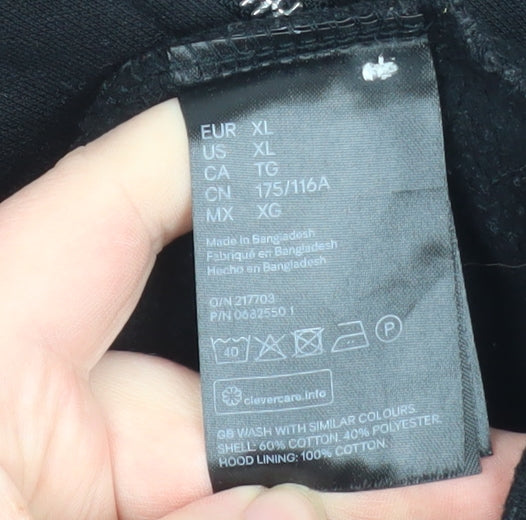 EUR XL
US XL
CA TG
CN 175/116A
MX XG
Made in Bangladesh
Fabriqué en Bangladesh
Hecho en Bangladesh
O/N 217703
P/N 0682550 1
40 P
clevercare.info
GB WASH WITH SIMILAR COLOURS.
SHELL: 60% COTTON. 40% POLYESTER.
HOOD LINING: 100% COTTON.